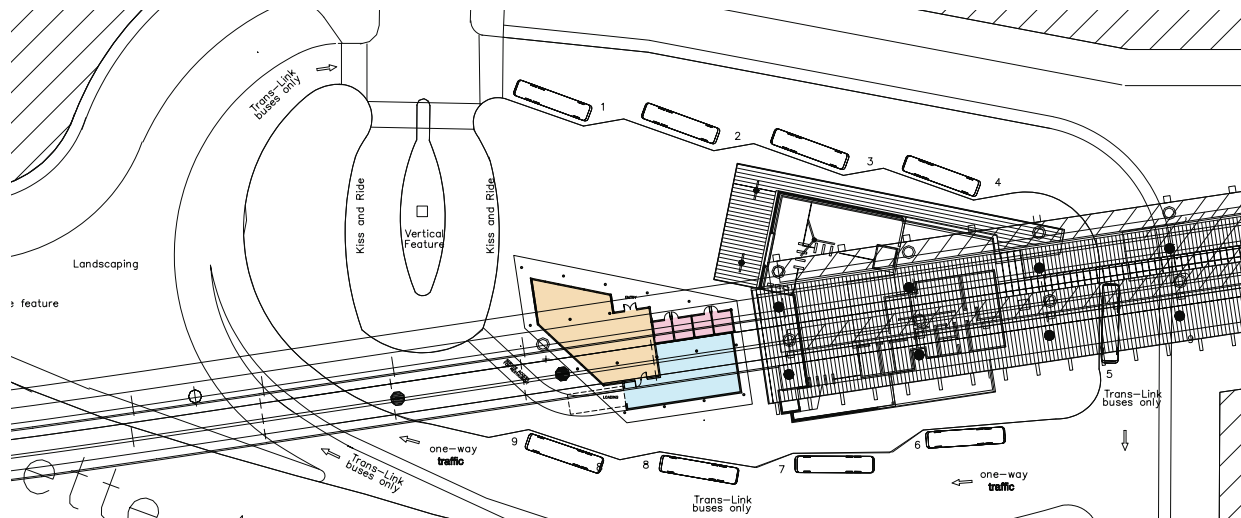 Trans-Link
buses only
1
2
3
4
Kiss and Ride
Kiss and Ride
Vertical
Feature
Landscaping
e feature
ENTRY
LOADING
5
Trans-Link
buses only
6
7
8
9
one-way
traffic
one-way
traffic
Trans-Link
buses only
Trans-Link
buses only
ette